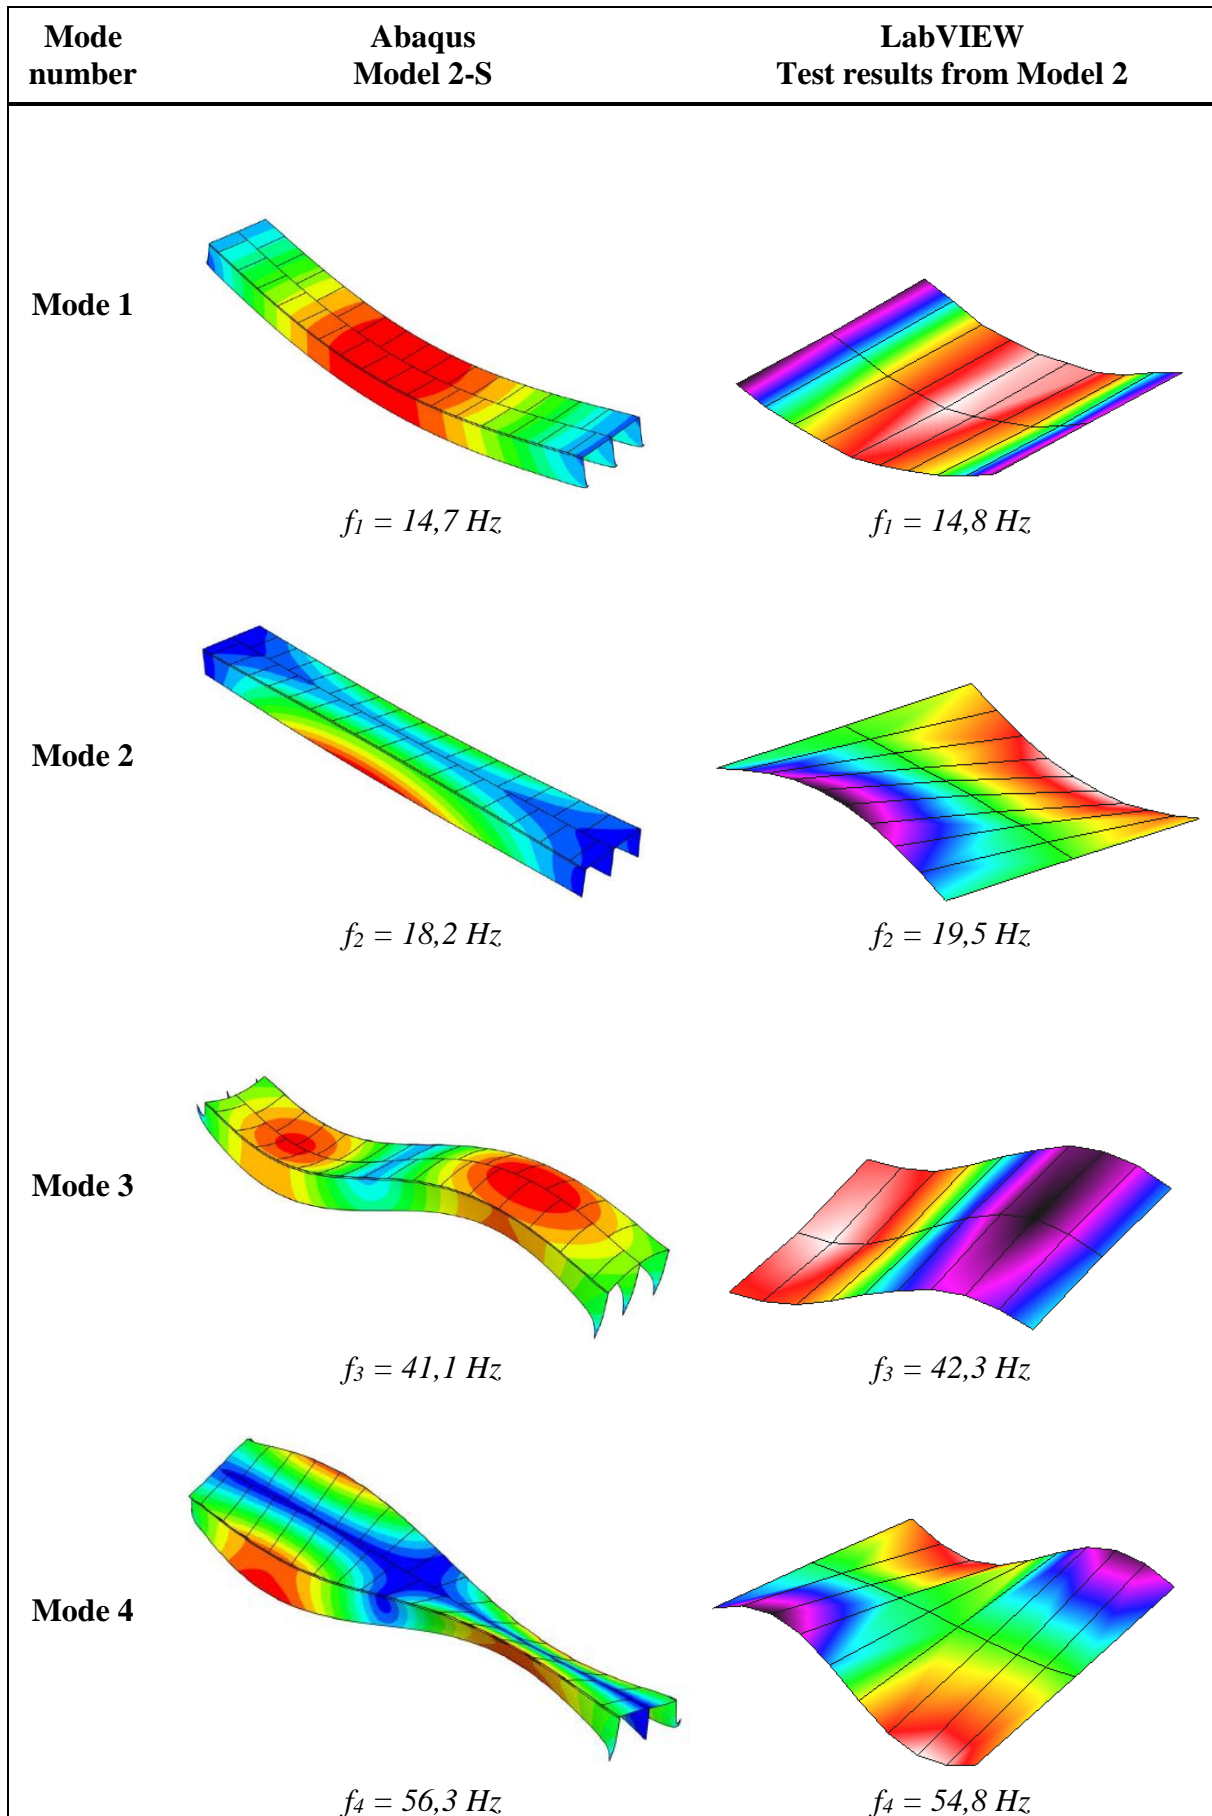 Mode number
Abaqus Model 2-S
LabVIEW Test results from Model 2
Mode 1
f1 = 14,7 Hz
f1 = 14,8 Hz
Mode 2
f2 = 18,2 Hz
f2 = 19,5 Hz
Mode 3
f3 = 41,1 Hz
f3 = 42,3 Hz
Mode 4
f4 = 56,3 Hz
f4 = 54,8 Hz